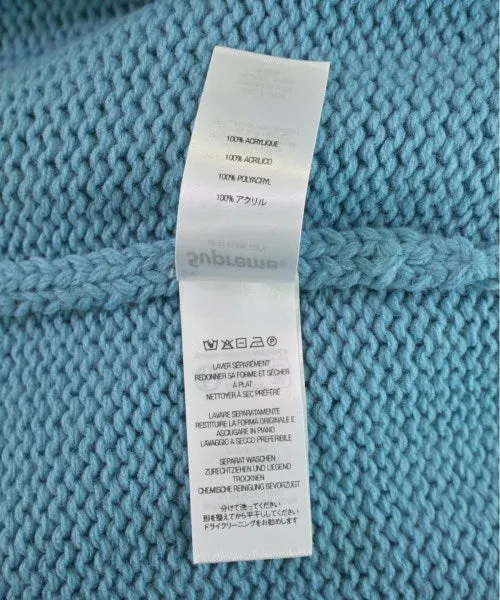 100% ACRYLIQUE
100% ACRILICO
100% POLYACRYL
100% アクリル
Supreme
LAVER SÉPARÉMENT
REDONNER SA FORME ET SÉCHER
À PLAT
NETTOYER À SEC PRÉFÉRÉ
LAVARE SEPARATAMENTE
RESTITUIRE LA FORMA ORIGINALE E
ASCIUGARE IN PIANO
LAVAGGIO A SECCO PREFERIBILE
SEPARAT WASCHEN
ZURECHTZIEHEN UND LIEGEND
TROCKNEN
CHEMISCHE REINIGUNG BEVORZUGT
分けて洗ってください
形を整えてから平干ししてください
ドライクリーニングをお勧めします